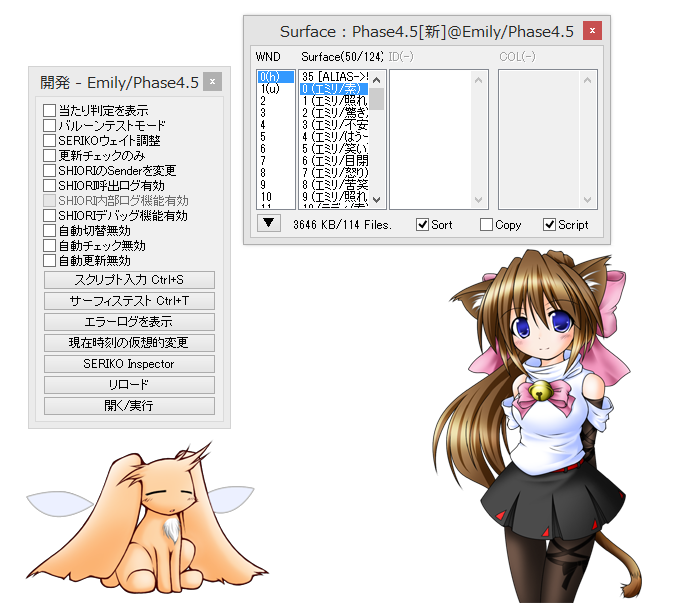 Surface : Phase4.5[新]@Emily/Phase4.5
WND Surface(50/124) ID(-) COL(-)
0(h)
1(u)
2
3
4
5
6
7
8
9
10
11
35 [ALIAS->!
0 (エミリ/素)
1 (エミリ/照れ
2 (エミリ/驚き)
3 (エミリ/不安
4 (エミリ/はうー
5 (エミリ/笑い)
6 (エミリ/目閉
7 (エミリ/怒り)
8 (エミリ/苦笑
9 (エミリ/照れ
▼ 3646 KB/114 Files. Sort Copy Script
開発 - Emily/Phase4.5
当たり判定を表示
バルーンテストモード
SERIKOウェイト調整
更新チェックのみ
SHIORIのSenderを変更
SHIORI呼出ログ有効
SHIORI内部ログ機能有効
SHIORIデバッグ機能有効
自動切替無効
自動チェック無効
自動更新無効
スクリプト入力 Ctrl+S
サーフィステスト Ctrl+T
エラーログを表示
現在時刻の仮想的変更
SERIKO Inspector
リロード
開く/実行